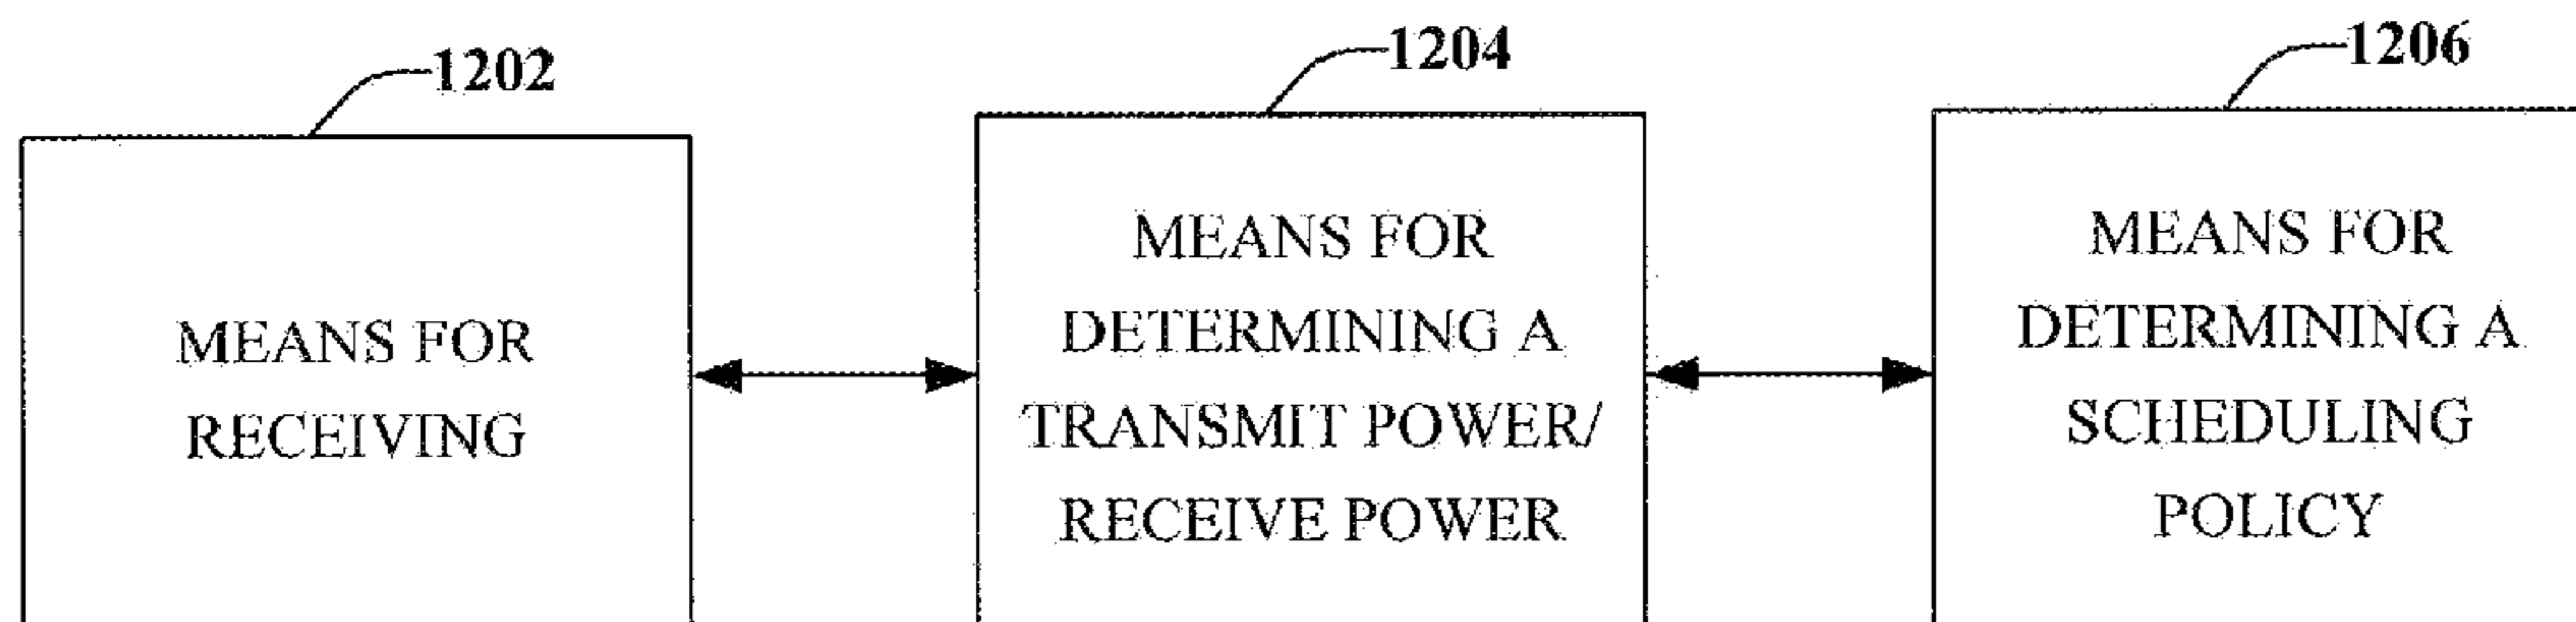 1202
1204
1206
MEANS FOR
RECEIVING
MEANS FOR
DETERMINING A
TRANSMIT POWER/
RECEIVE POWER
MEANS FOR
DETERMINING A
SCHEDULING
POLICY